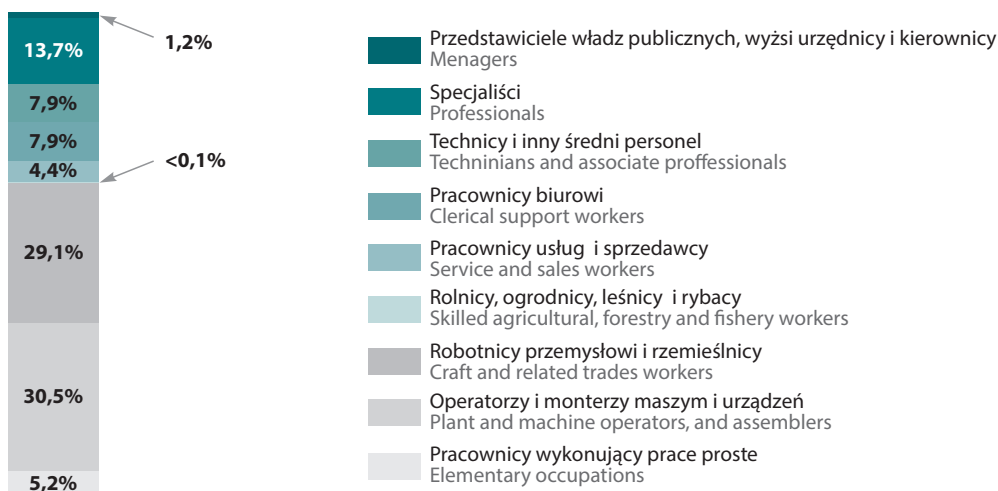 1,2%
13,7%
7,9%
7,9%
<0,1%
4,4%
29,1%
30,5%
5,2%
Przedstawiciele władz publicznych, wyżsi urzędnicy i kierownicy
Menagers
Specjaliści
Professionals
Technicy i inny średni personel
Techninians and associate proffessionals
Pracownicy biurowi
Clerical support workers
Pracownicy usług i sprzedawcy
Service and sales workers
Rolnicy, ogrodnicy, leśnicy i rybacy
Skilled agricultural, forestry and fishery workers
Robotnicy przemysłowi i rzemieślnicy
Craft and related trades workers
Operatorzy i monterzy maszym i urządzeń
Plant and machine operators, and assemblers
Pracownicy wykonujący prace proste
Elementary occupations